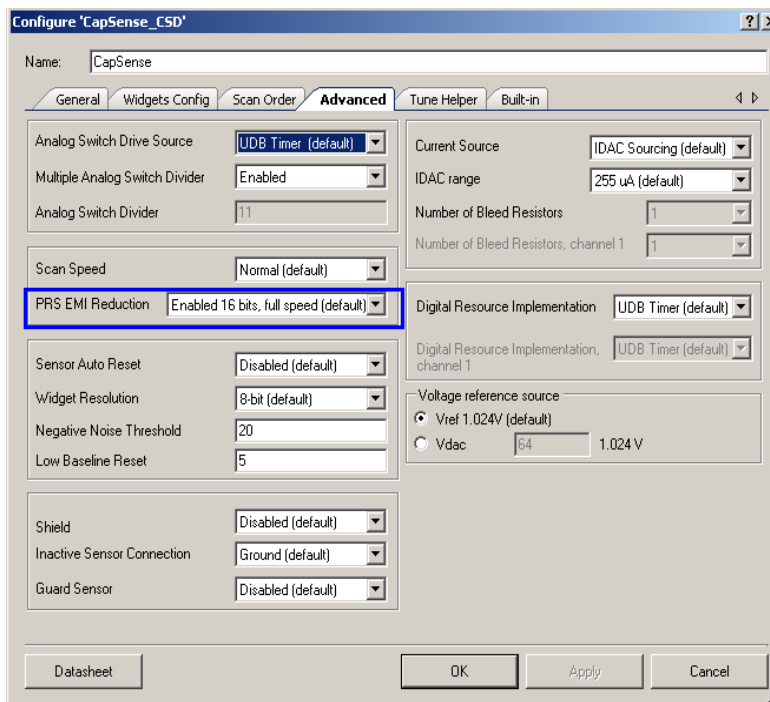 Configure 'CapSense_CSD'
Name: CapSense
General Widgets Config Scan Order Advanced Tune Helper Built-in
Analog Switch Drive Source UDB Timer (default)
Multiple Analog Switch Divider Enabled
Analog Switch Divider 11
Scan Speed Normal (default)
PRS EMI Reduction Enabled 16 bits, full speed (default)
Sensor Auto Reset Disabled (default)
Widget Resolution 8-bit (default)
Negative Noise Threshold 20
Low Baseline Reset 5
Shield Disabled (default)
Inactive Sensor Connection Ground (default)
Guard Sensor Disabled (default)
Current Source IDAC Sourcing (default)
IDAC range 255 uA (default)
Number of Bleed Resistors 1
Number of Bleed Resistors, channel 1 1
Digital Resource Implementation UDB Timer (default)
Digital Resource Implementation, UDB Timer (default)
channel 1
Voltage reference source
Vref 1.024V (default)
Vdac 64 1.024 V
Datasheet OK Apply Cancel